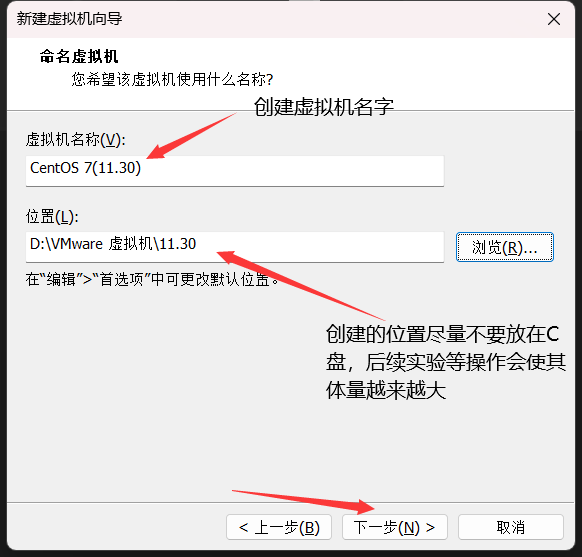 新建虚拟机向导
命名虚拟机
您希望该虚拟机使用什么名称?
创建虚拟机名字
虚拟机名称(V):
CentOS 7(11.30)
位置(L):
D:\VMware 虚拟机\11.30
浏览(R)...
在“编辑”>“首选项”中可更改默认位置。
创建的位置尽量不要放在C
盘，后续实验等操作会使其
体量越来越大
< 上一步(B)
下一步(N) >
取消